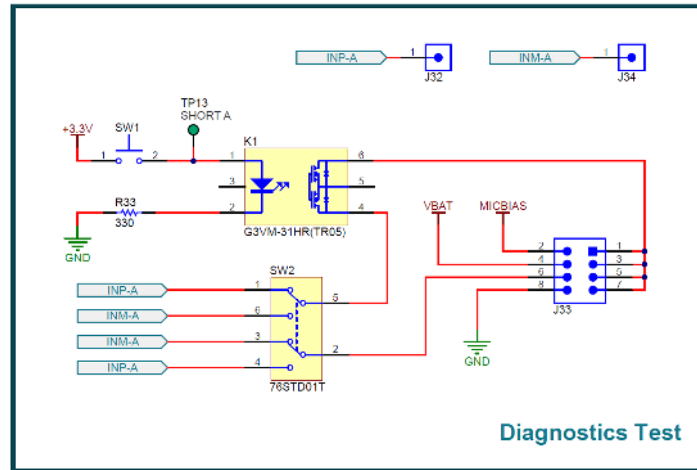 INP-A 1 J32
INM-A 1 J34
TP13
SHORT A
+3.3V SW1 K1
1 2 1 6
3 5
R33 2 4
330 G3VM-31HR(TR05)
GND
VBAT MICBIAS
2 1
4 3
6 5
8 7
J33
GND
SW2
INP-A 1 5
INM-A 6
INM-A 3 2
INP-A 4
76STD01T
Diagnostics Test